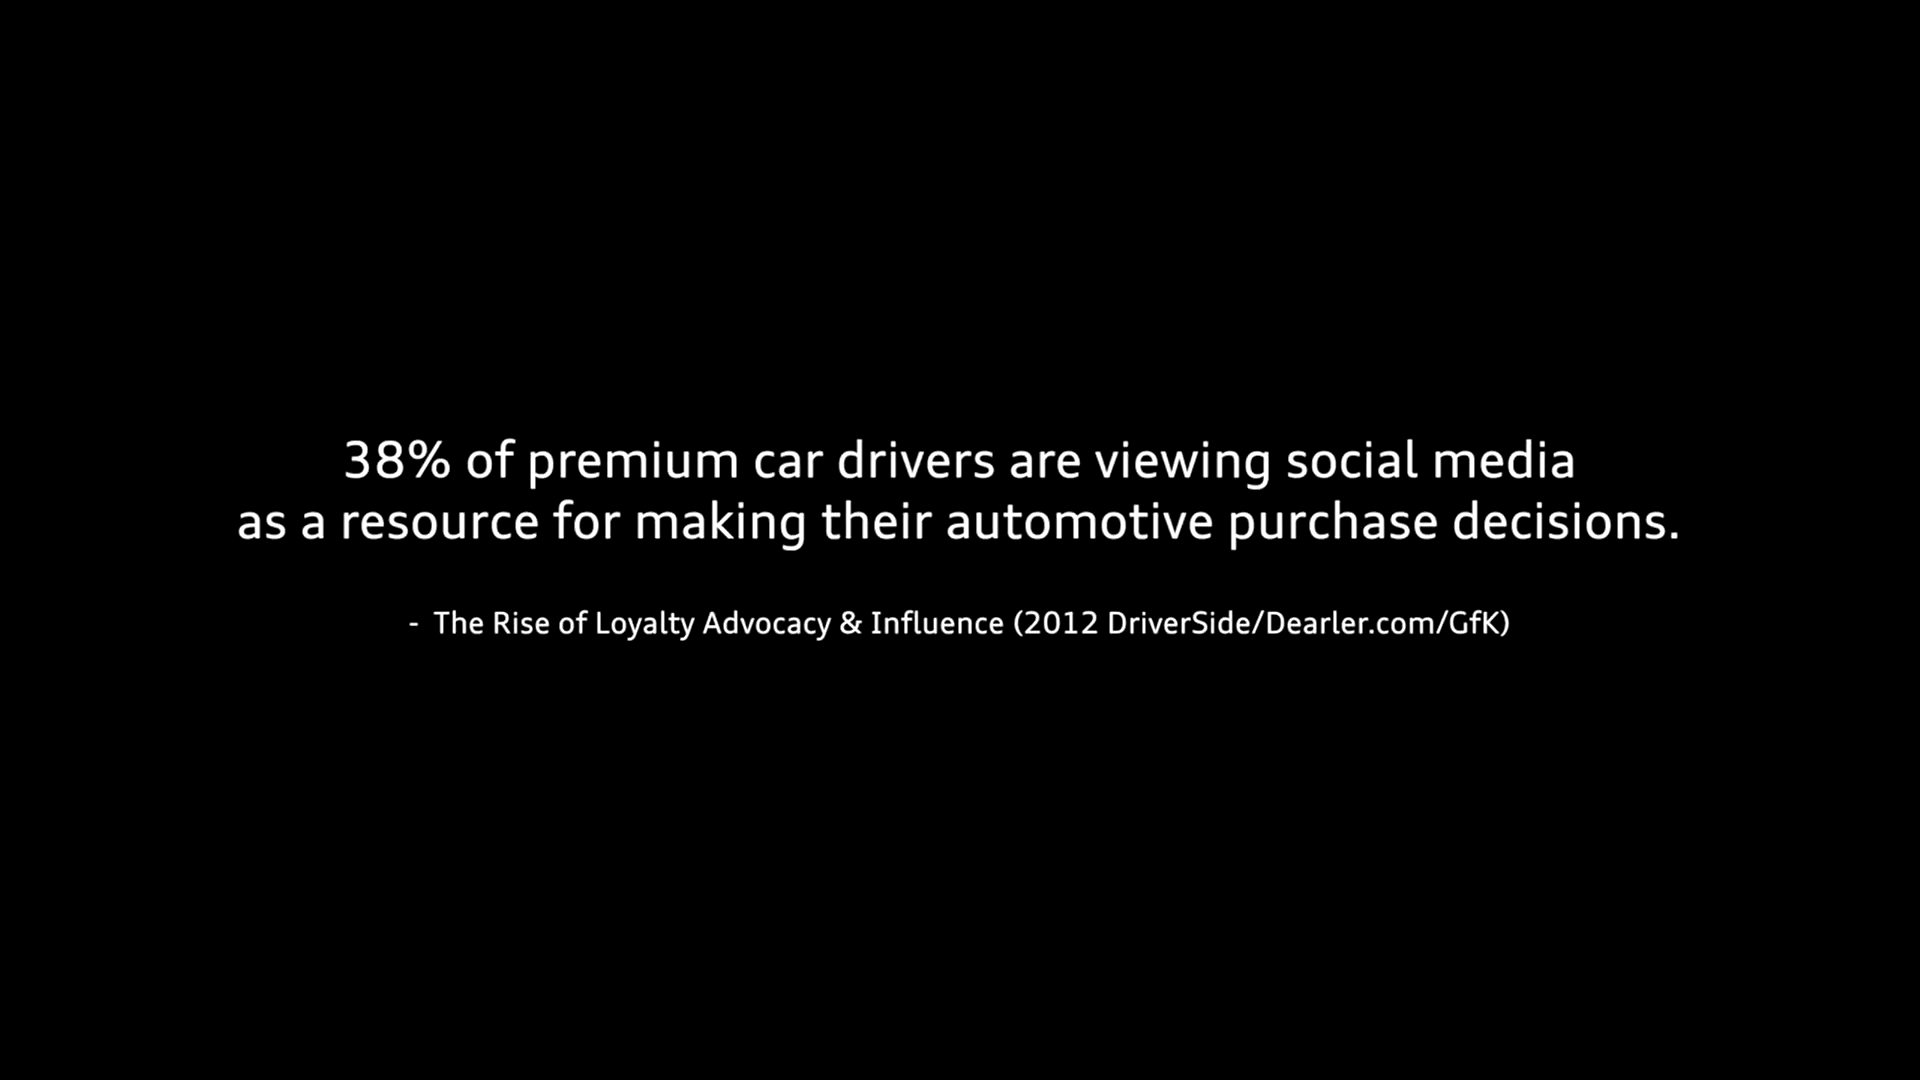 38% of premium car drivers are viewing social media
as a resource for making their automotive purchase decisions.
- The Rise of Loyalty Advocacy & Influence (2012 DriverSide/Dearler.com/GfK)